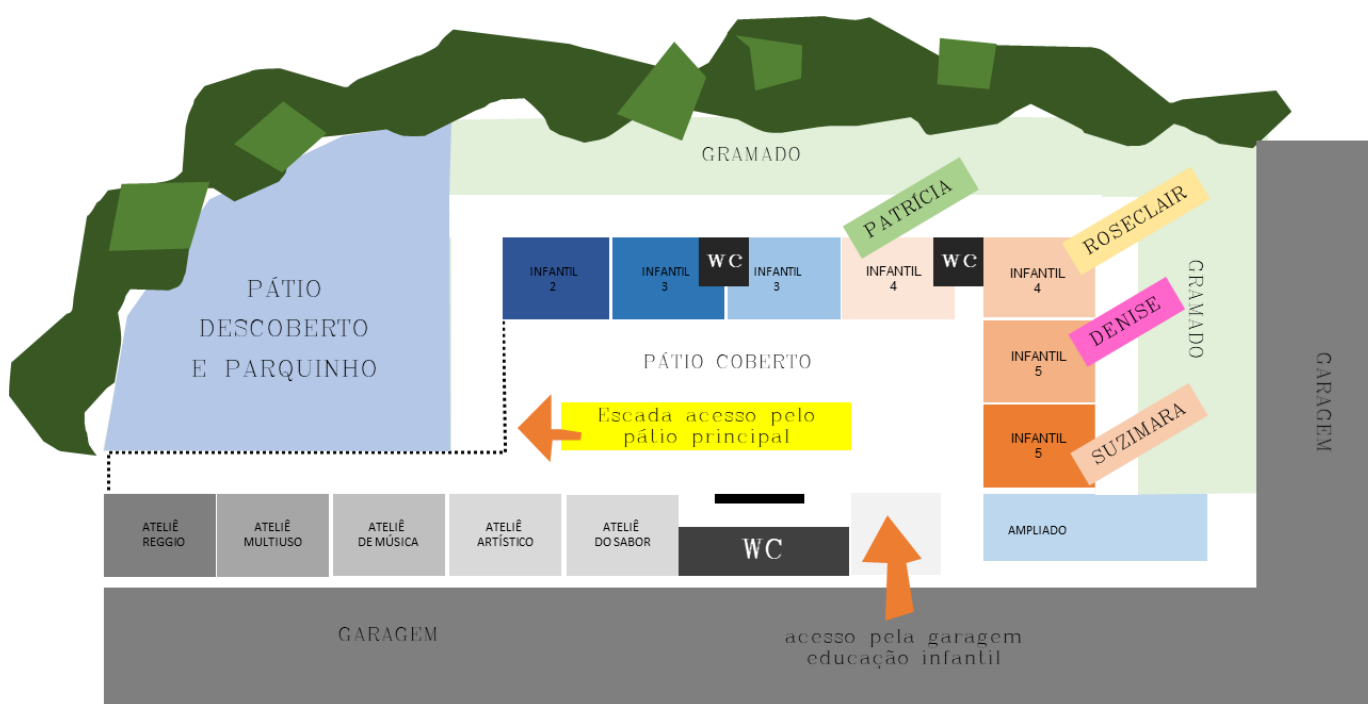 GRAMADO
PATRÍCIA
ROSECLAIR
WC
WC
INFANTIL
2
INFANTIL
3
INFANTIL
3
INFANTIL
4
INFANTIL
4
PÁTIO
DESCOBERTO
E PARQUINHO
GRAMADO
DENISE
PÁTIO COBERTO
INFANTIL
5
GARAGEM
Escada acesso pelo
pátio principal
INFANTIL
5
SUZIMARA
ATELIÊ
REGGIO
ATELIÊ
MULTIUSO
ATELIÊ
DE MÚSICA
ATELIÊ
ARTÍSTICO
ATELIÊ
DO SABOR
WC
AMPLIADO
GARAGEM
acesso pela garagem
educação infantil